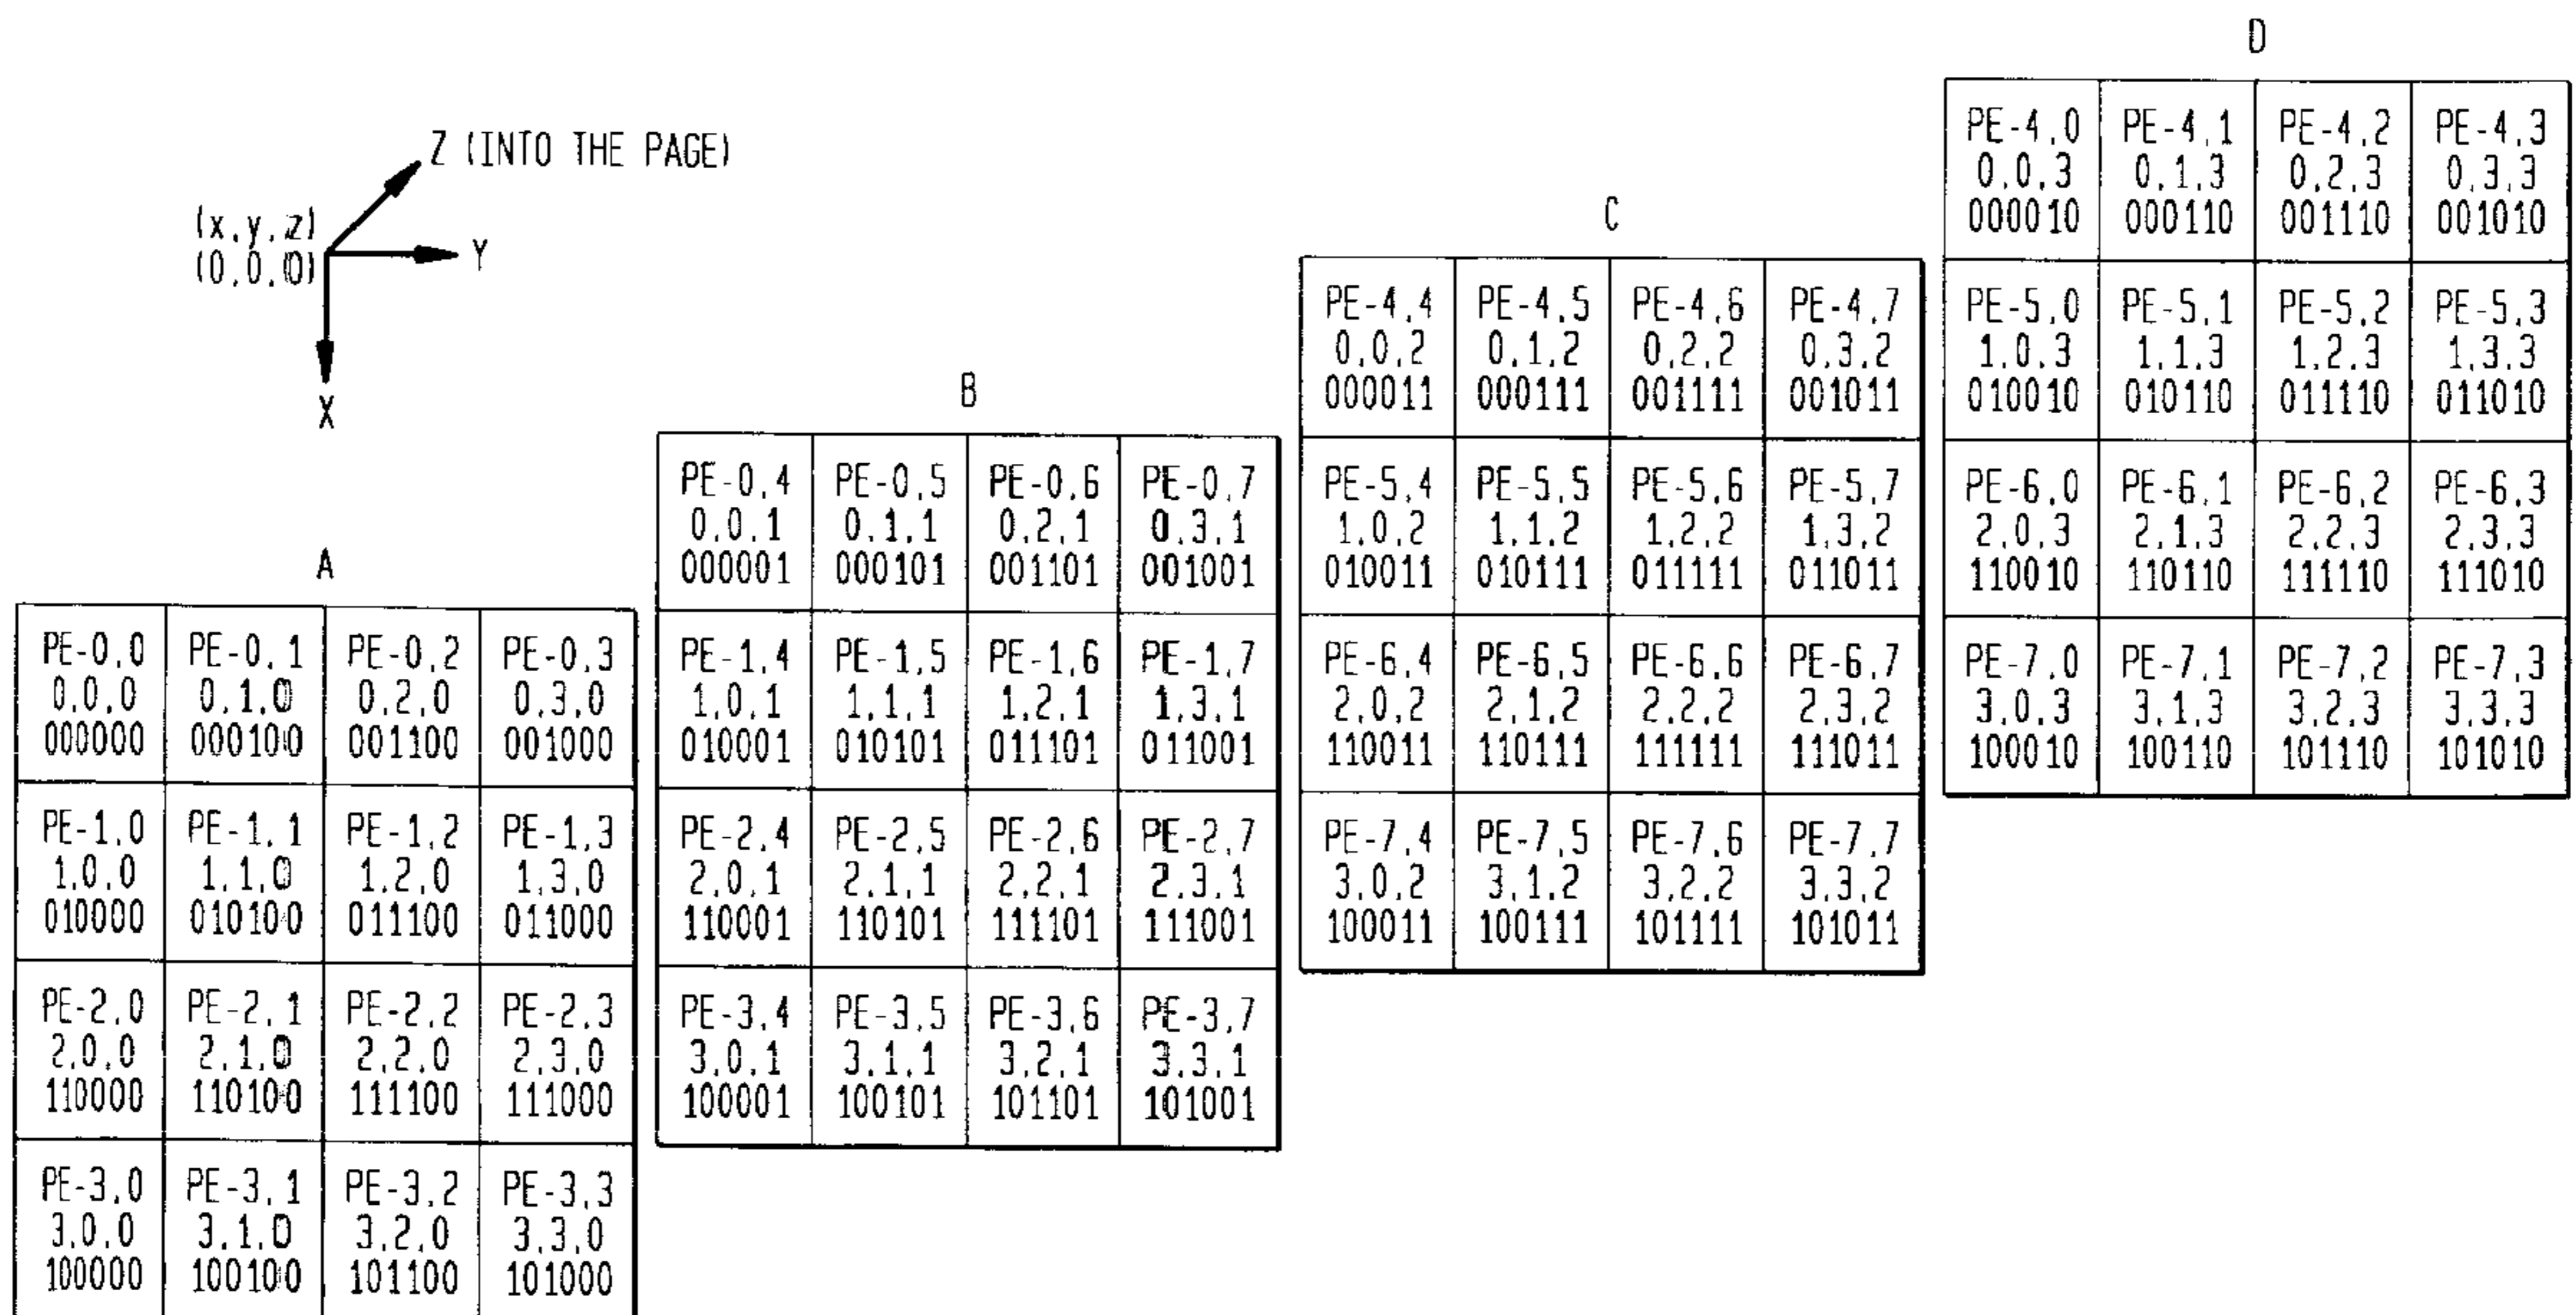 Z (INTO THE PAGE)
(x,y,z)
(0,0,0)
Y
X
A
PE-0,0 PE-0,1 PE-0,2 PE-0,3
0,0,0 0,1,0 0,2,0 0,3,0
000000 000100 001100 001000
PE-1,0 PE-1,1 PE-1,2 PE-1,3
1,0,0 1,1,0 1,2,0 1,3,0
010000 010100 011100 011000
PE-2,0 PE-2,1 PE-2,2 PE-2,3
2,0,0 2,1,0 2,2,0 2,3,0
110000 110100 111100 111000
PE-3,0 PE-3,1 PE-3,2 PE-3,3
3,0,0 3,1,0 3,2,0 3,3,0
100000 100100 101100 101000
B
PE-0,4 PE-0,5 PE-0,6 PE-0,7
0,0,1 0,1,1 0,2,1 0,3,1
000001 000101 001101 001001
PE-1,4 PE-1,5 PE-1,6 PE-1,7
1,0,1 1,1,1 1,2,1 1,3,1
010001 010101 011101 011001
PE-2,4 PE-2,5 PE-2,6 PE-2,7
2,0,1 2,1,1 2,2,1 2,3,1
110001 110101 111101 111001
PE-3,4 PE-3,5 PE-3,6 PE-3,7
3,0,1 3,1,1 3,2,1 3,3,1
100001 100101 101101 101001
C
PE-4,4 PE-4,5 PE-4,6 PE-4,7
0,0,2 0,1,2 0,2,2 0,3,2
000011 000111 001111 001011
PE-5,4 PE-5,5 PE-5,6 PE-5,7
1,0,2 1,1,2 1,2,2 1,3,2
010011 010111 011111 011011
PE-6,4 PE-6,5 PE-6,6 PE-6,7
2,0,2 2,1,2 2,2,2 2,3,2
110011 110111 111111 111011
PE-7,4 PE-7,5 PE-7,6 PE-7,7
3,0,2 3,1,2 3,2,2 3,3,2
100011 100111 101111 101011
D
PE-4,0 PE-4,1 PE-4,2 PE-4,3
0,0,3 0,1,3 0,2,3 0,3,3
000010 000110 001110 001010
PE-5,0 PE-5,1 PE-5,2 PE-5,3
1,0,3 1,1,3 1,2,3 1,3,3
010010 010110 011110 011010
PE-6,0 PE-6,1 PE-6,2 PE-6,3
2,0,3 2,1,3 2,2,3 2,3,3
110010 110110 111110 111010
PE-7,0 PE-7,1 PE-7,2 PE-7,3
3,0,3 3,1,3 3,2,3 3,3,3
100010 100110 101110 101010